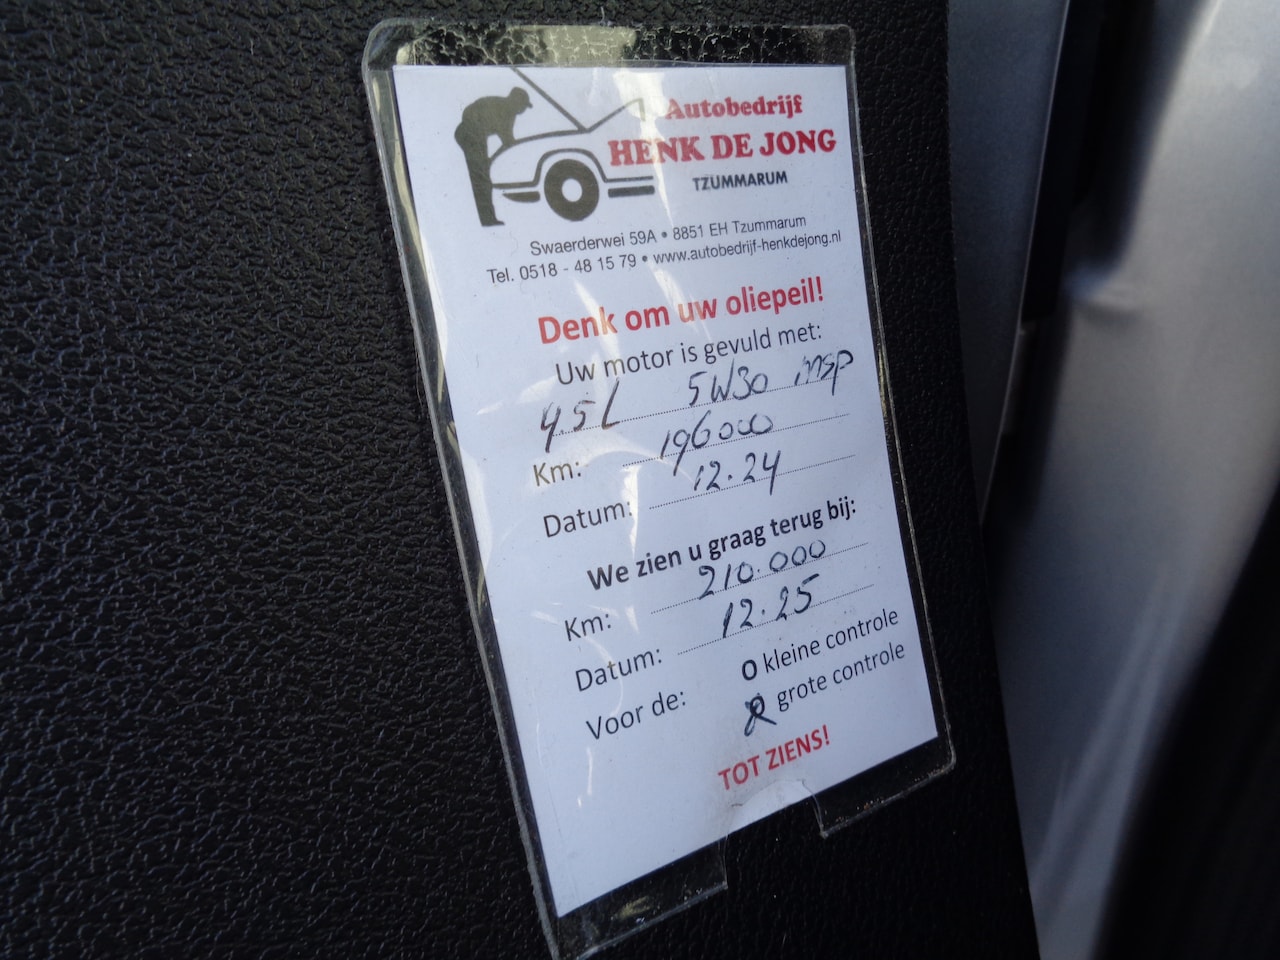 Autobedrijf
HENK DE JONG
TZUMMARUM
Swaerderwei 59A • 8851 EH Tzummarum
Tel. 0518 - 48 15 79 • www.autobedrijf-henkdejong.nl
Denk om uw oliepeil!
Uw motor is gevuld met:
4.5L 5W30 insp
Km: 196000
Datum: 12.24
We zien u graag terug bij:
Km: 210.000
Datum: 12.25
Voor de: O kleine controle
O grote controle
TOT ZIENS!